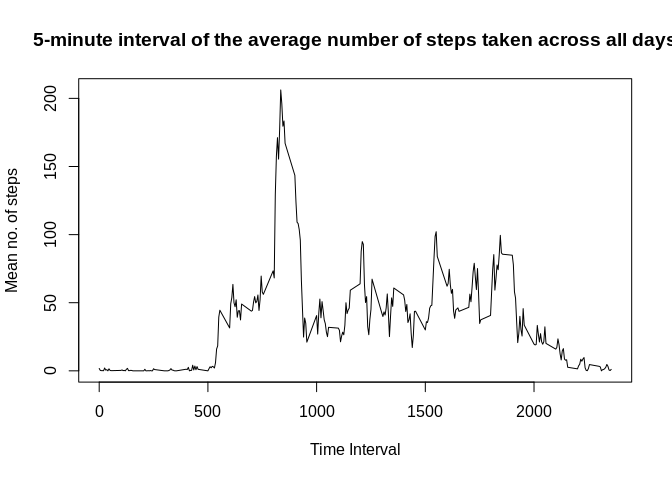 5-minute interval of the average number of steps taken across all days
200
150
100
50
0
Mean no. of steps
0 500 1000 1500 2000
Time Interval